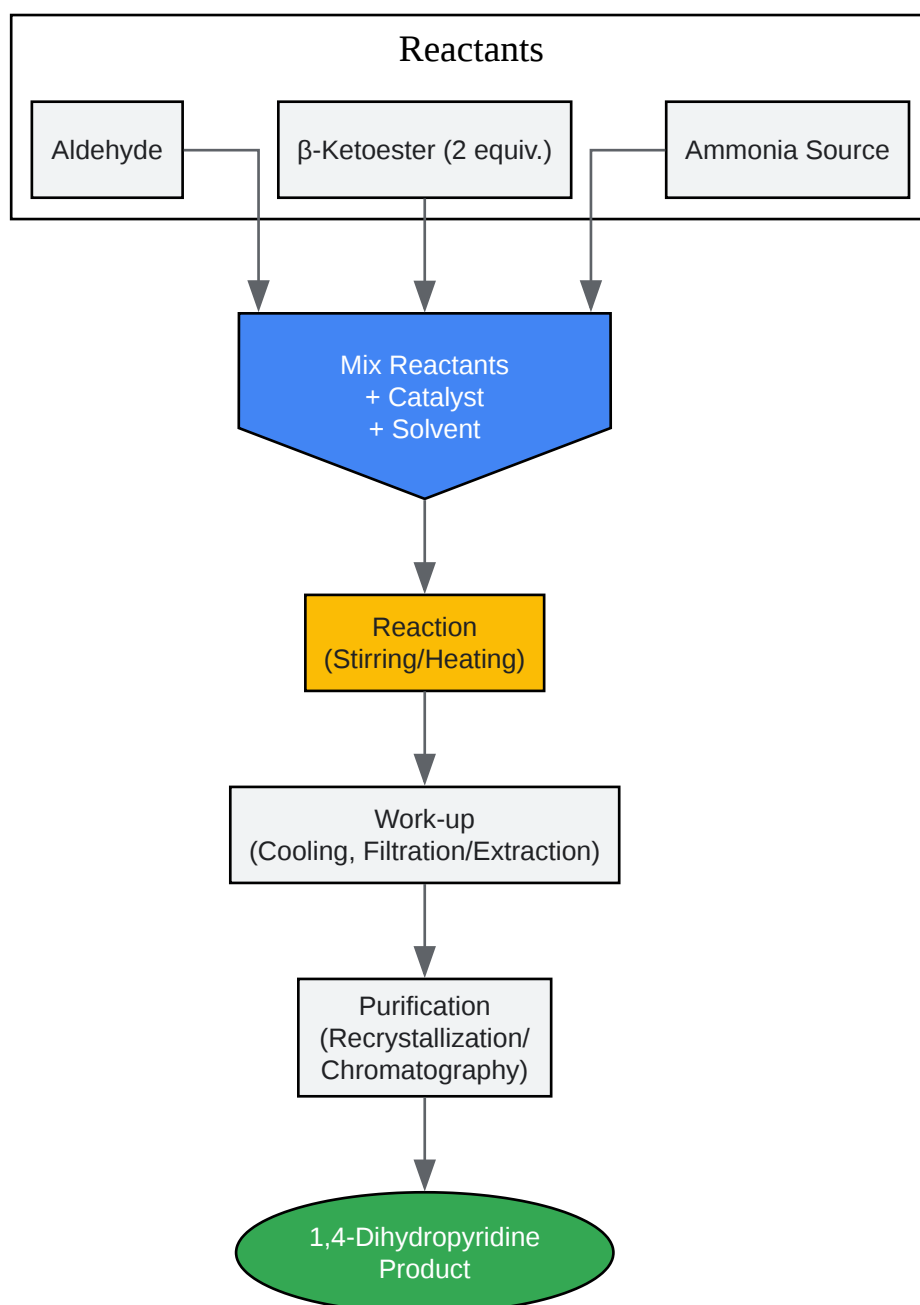 Reactants
Aldehyde
β-Ketoester (2 equiv.)
Ammonia Source
Mix Reactants
+ Catalyst
+ Solvent
Reaction
(Stirring/Heating)
Work-up
(Cooling, Filtration/Extraction)
Purification
(Recrystallization/
Chromatography)
1,4-Dihydropyridine
Product